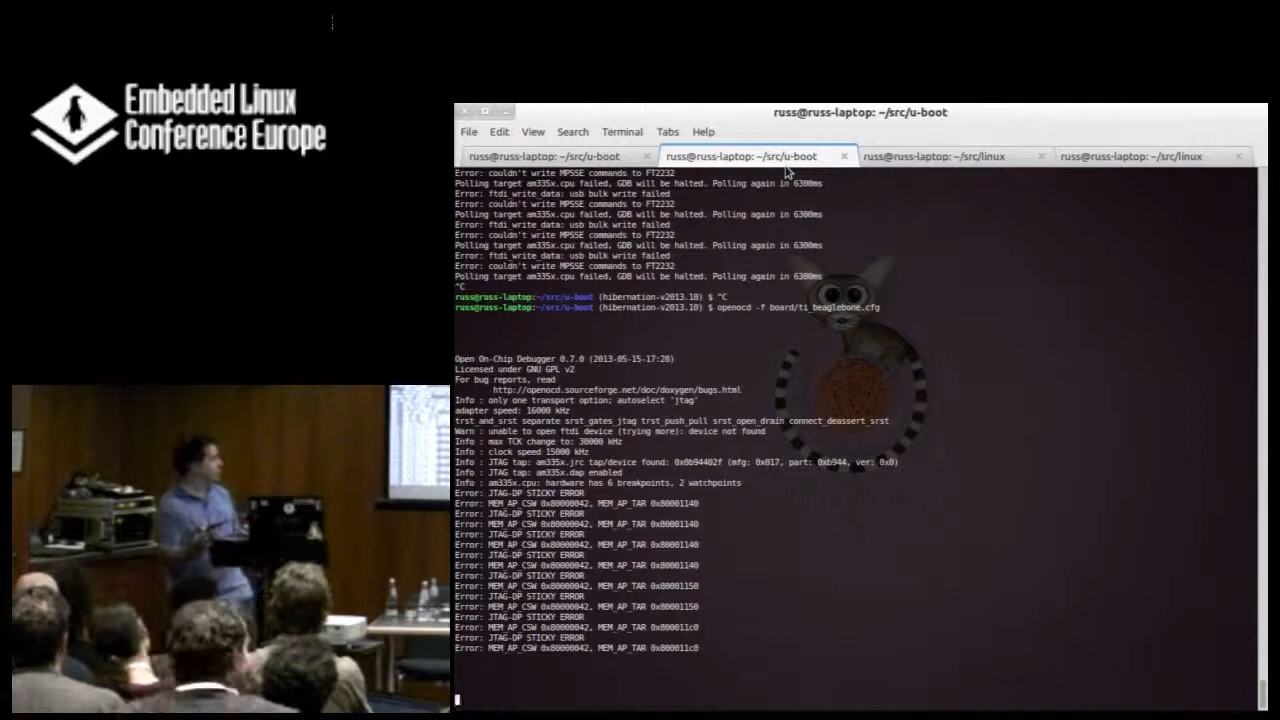 Embedded Linux
Conference Europe
russ@russ-laptop: ~/src/u-boot
File Edit View Search Terminal Tabs Help
russ@russ-laptop: ~/src/u-boot russ@russ-laptop: ~/src/u-boot russ@russ-laptop: ~/src/linux russ@russ-laptop: ~/src/linux
Error: couldn't write MPSSE commands to FT2232
Polling target am335x.cpu failed, GDB will be halted. Polling again in 6300ms
Error: ftdi_write_data: usb bulk write failed
Error: couldn't write MPSSE commands to FT2232
Polling target am335x.cpu failed, GDB will be halted. Polling again in 6300ms
Error: ftdi_write_data: usb bulk write failed
Error: couldn't write MPSSE commands to FT2232
Polling target am335x.cpu failed, GDB will be halted. Polling again in 6300ms
Error: ftdi_write_data: usb bulk write failed
Error: couldn't write MPSSE commands to FT2232
Polling target am335x.cpu failed, GDB will be halted. Polling again in 6300ms
^C
russ@russ-laptop:~/src/u-boot (hibernation-v2013.10) $ ^C
russ@russ-laptop:~/src/u-boot (hibernation-v2013.10) $ openocd -f board/ti_beaglebone.cfg
Open On-Chip Debugger 0.7.0 (2013-05-15-17:28)
Licensed under GNU GPL v2
For bug reports, read
http://openocd.sourceforge.net/doc/doxygen/bugs.html
Info : only one transport option; autoselect 'jtag'
adapter speed: 16000 kHz
trst_and_srst separate srst_gates_jtag trst_push_pull srst_open_drain connect_deassert_srst
Warn : unable to open ftdi device (trying more): device not found
Info : max TCK change to: 30000 kHz
Info : clock speed 15000 kHz
Info : JTAG tap: am335x.jrc tap/device found: 0x0b94402f (mfg: 0x017, part: 0xb944, ver: 0x0)
Info : JTAG tap: am335x.dap enabled
Info : am335x.cpu: hardware has 6 breakpoints, 2 watchpoints
Error: JTAG-DP STICKY ERROR
Error: MEM_AP_CSW 0x80000042, MEM_AP_TAR 0x80001140
Error: JTAG-DP STICKY ERROR
Error: MEM_AP_CSW 0x80000042, MEM_AP_TAR 0x80001140
Error: JTAG-DP STICKY ERROR
Error: MEM_AP_CSW 0x80000042, MEM_AP_TAR 0x80001140
Error: JTAG-DP STICKY ERROR
Error: MEM_AP_CSW 0x80000042, MEM_AP_TAR 0x80001140
Error: JTAG-DP STICKY ERROR
Error: MEM_AP_CSW 0x80000042, MEM_AP_TAR 0x80001150
Error: JTAG-DP STICKY ERROR
Error: MEM_AP_CSW 0x80000042, MEM_AP_TAR 0x80001150
Error: JTAG-DP STICKY ERROR
Error: MEM_AP_CSW 0x80000042, MEM_AP_TAR 0x800011c0
Error: JTAG-DP STICKY ERROR
Error: MEM_AP_CSW 0x80000042, MEM_AP_TAR 0x800011c0